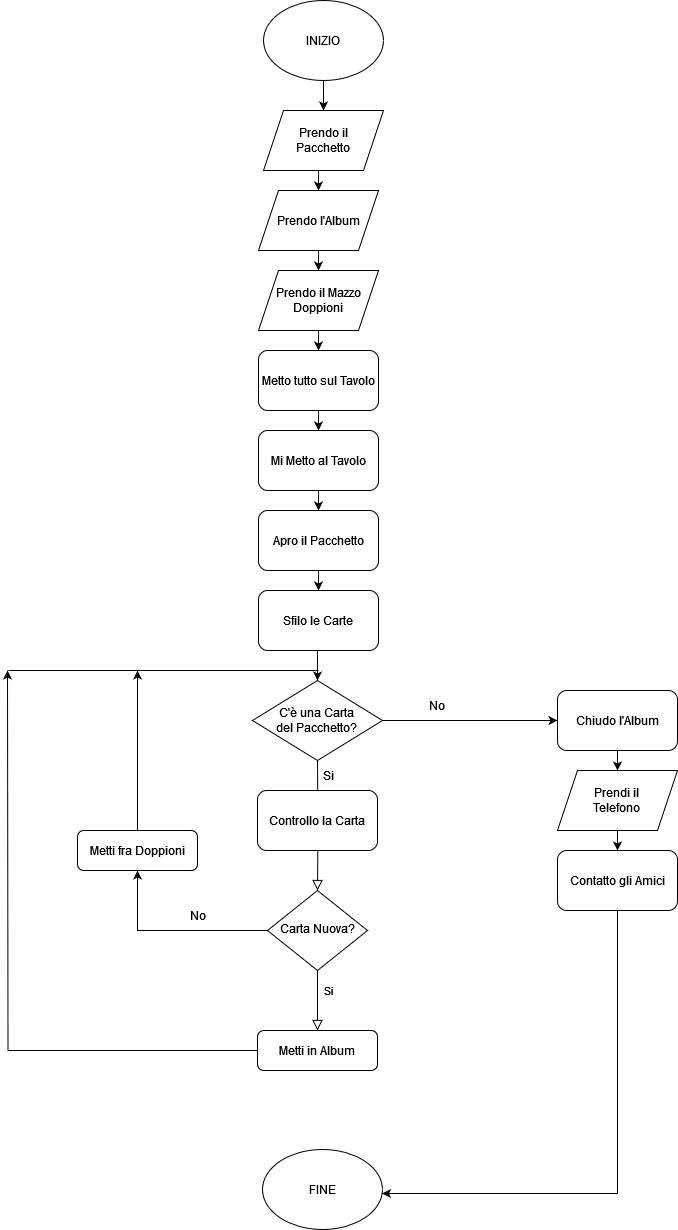 INIZIO
Prendo il
Pacchetto
Prendo l'Album
Prendo il Mazzo
Doppioni
Metto tutto sul Tavolo
Mi Metto al Tavolo
Apro il Pacchetto
Sfilo le Carte
C'è una Carta
del Pacchetto?
No
Chiudo l'Album
Si
Prendi il
Telefono
Controllo la Carta
Metti fra Doppioni
Contatto gli Amici
No
Carta Nuova?
Si
Metti in Album
FINE